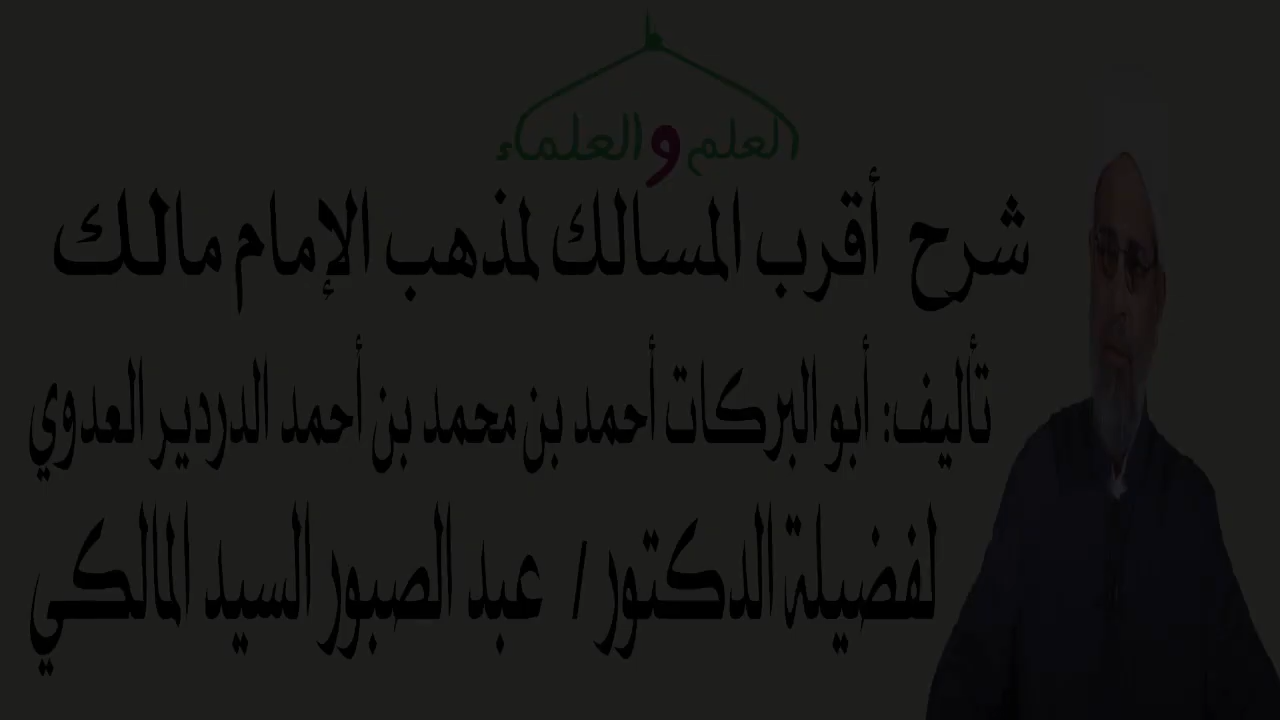 العلم والعلماء
شرح أقرب المسالك لمذهب الإمام مالك
تأليف: أبو البركات أحمد بن محمد بن أحمد الدردير العدوي
لفضيلة الدكتور / عبد الصبور السيد المالكي